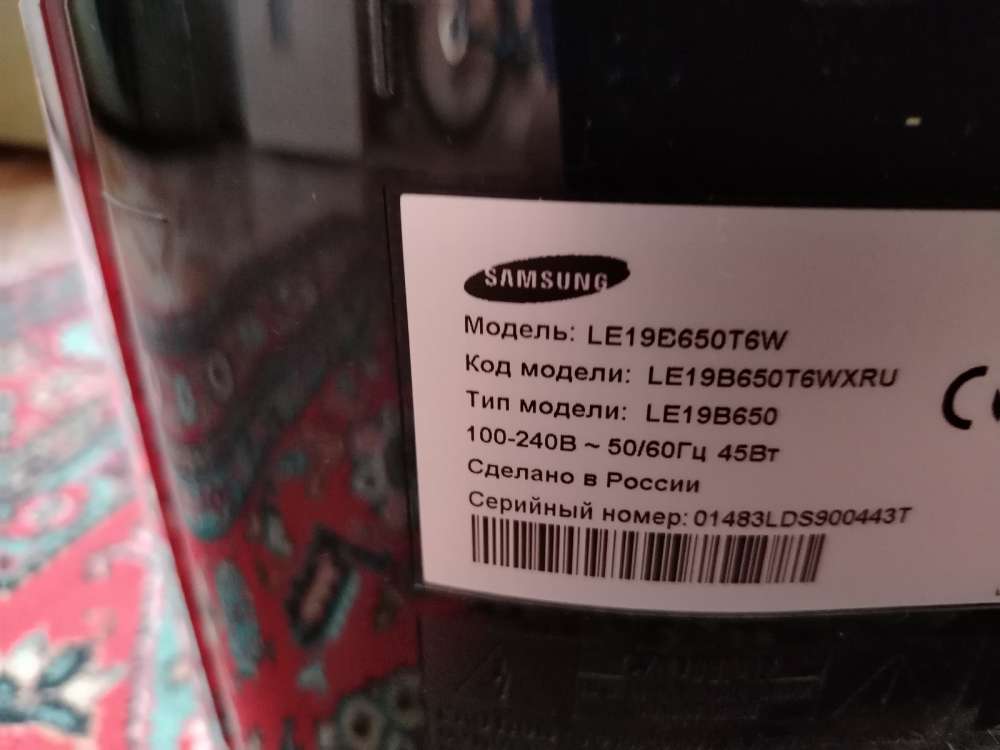 SAMSUNG
Модель: LE19B650T6W
Код модели: LE19B650T6WXRU
Тип модели: LE19B650
100-240В ~ 50/60Гц 45Вт
Сделано в России
Серийный номер: 01483LDS900443T